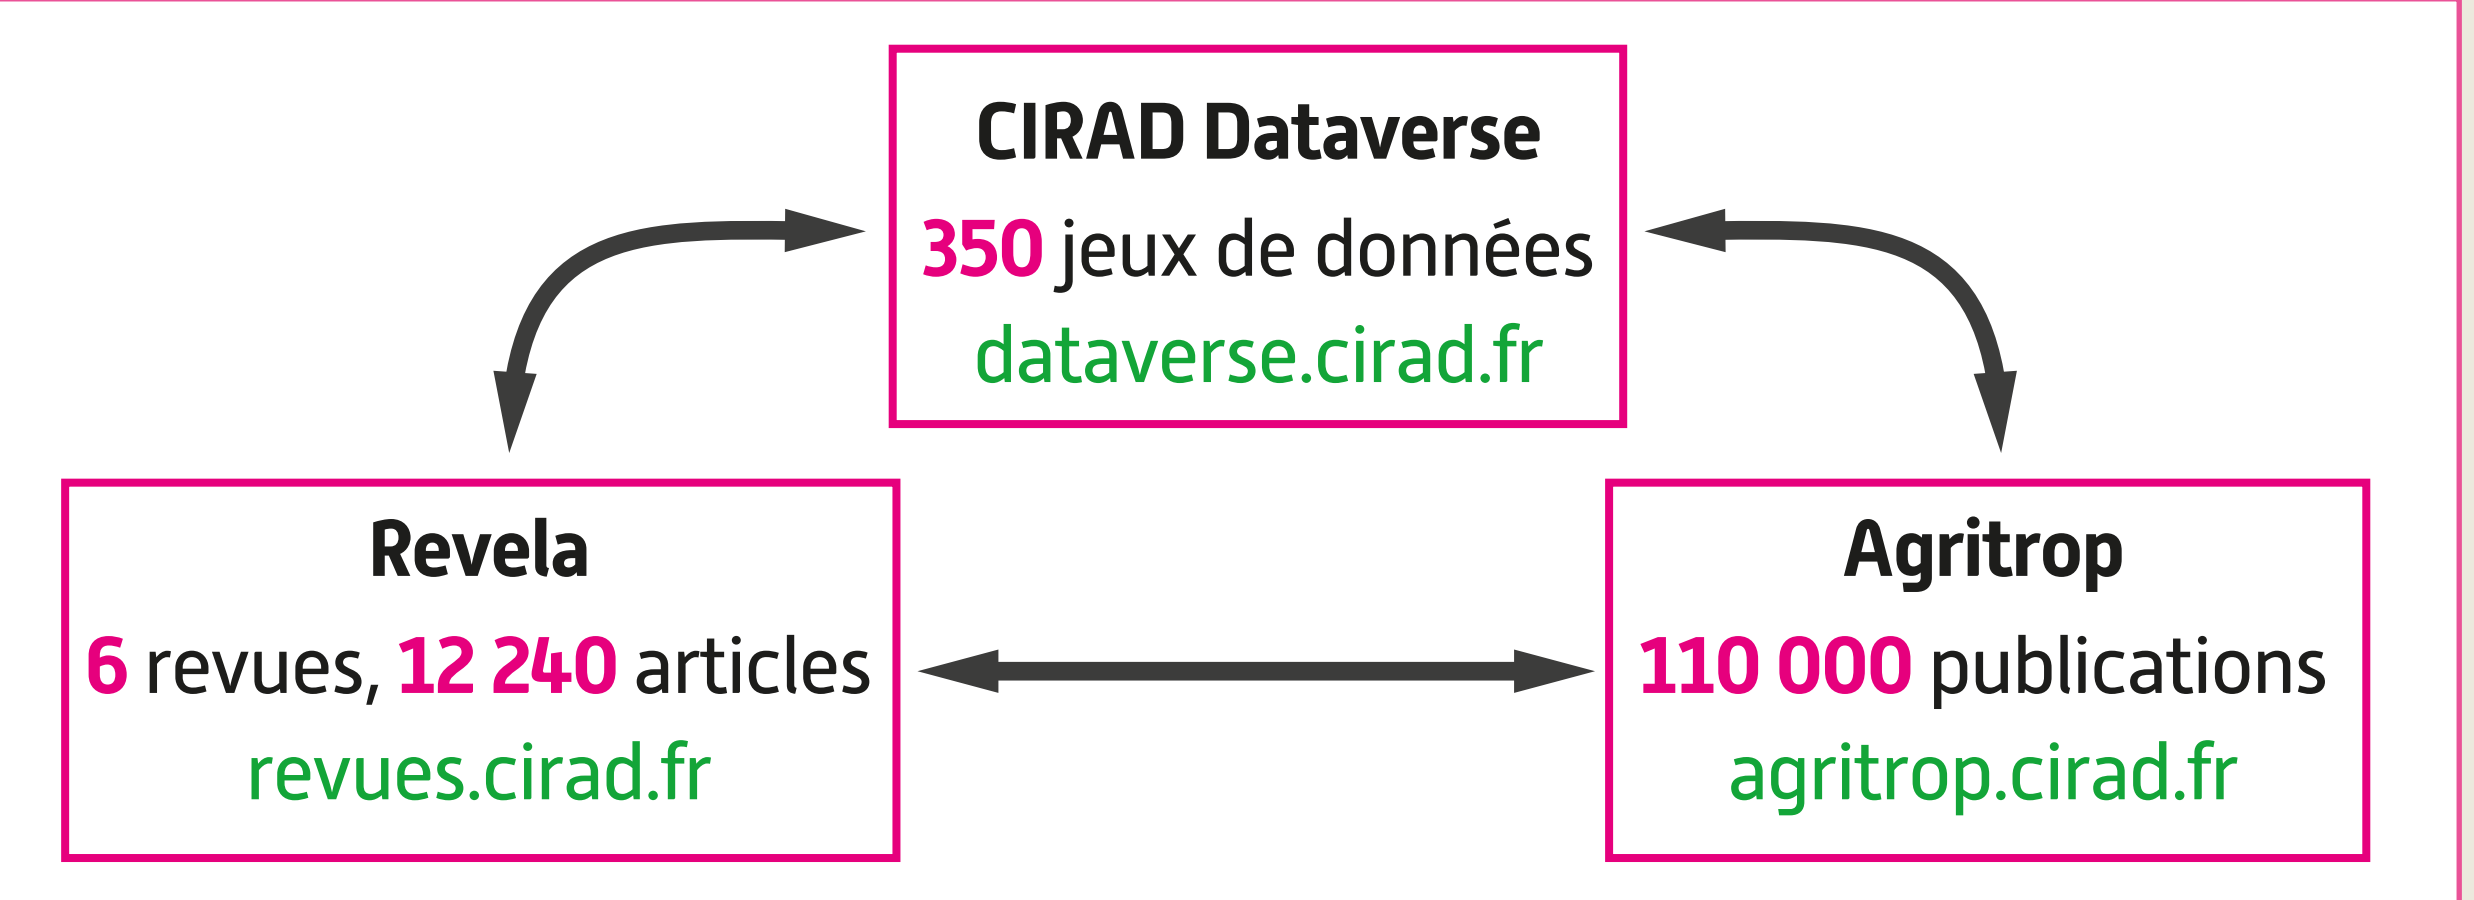 CIRAD Dataverse
350 jeux de données
dataverse.cirad.fr
Revela
6 revues, 12 240 articles
revues.cirad.fr
Agritrop
110 000 publications
agritrop.cirad.fr